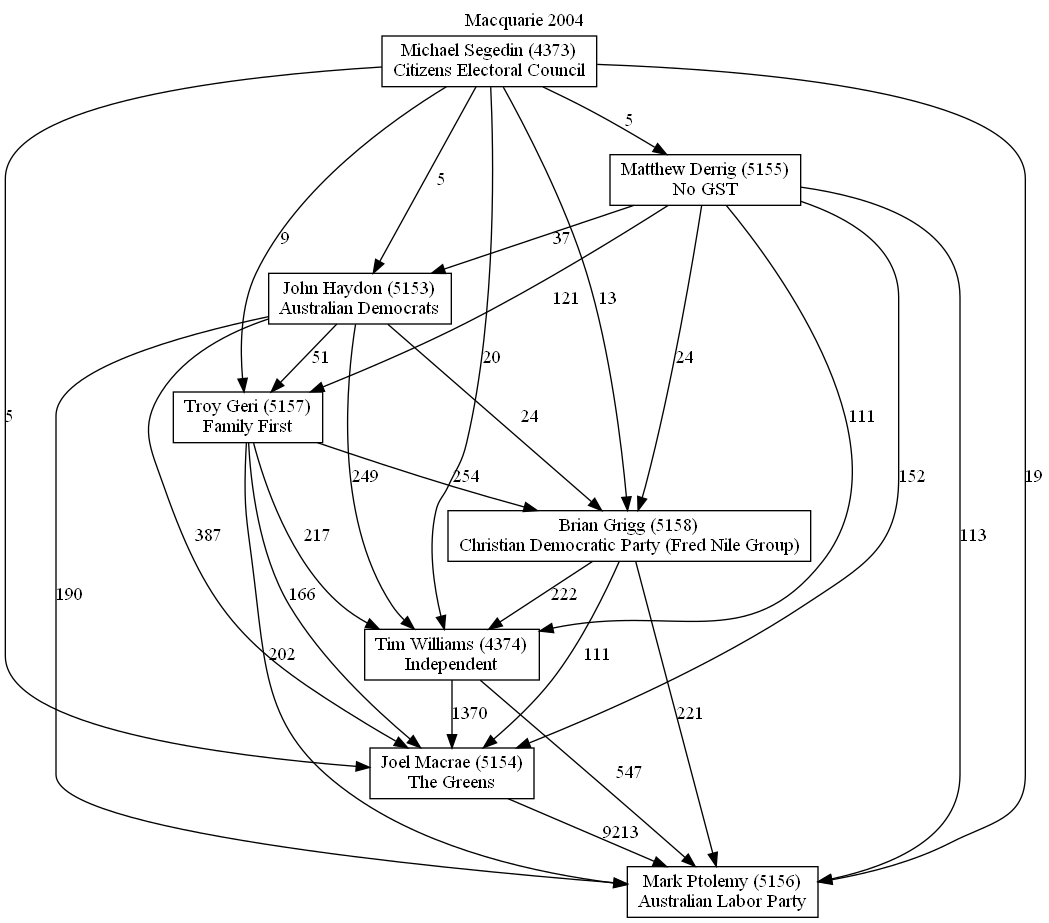 Macquarie 2004
Michael Segedin (4373)
Citizens Electoral Council
5
Matthew Derrig (5155)
No GST
5
9
37
John Haydon (5153)
Australian Democrats
121
13
51
20
24
Troy Geri (5157)
Family First
5
24
111
249
254
152
19
Brian Grigg (5158)
Christian Democratic Party (Fred Nile Group)
387
217
113
190
166
222
Tim Williams (4374)
Independent
202
111
1370
221
Joel Macrae (5154)
The Greens
547
9213
Mark Ptolemy (5156)
Australian Labor Party